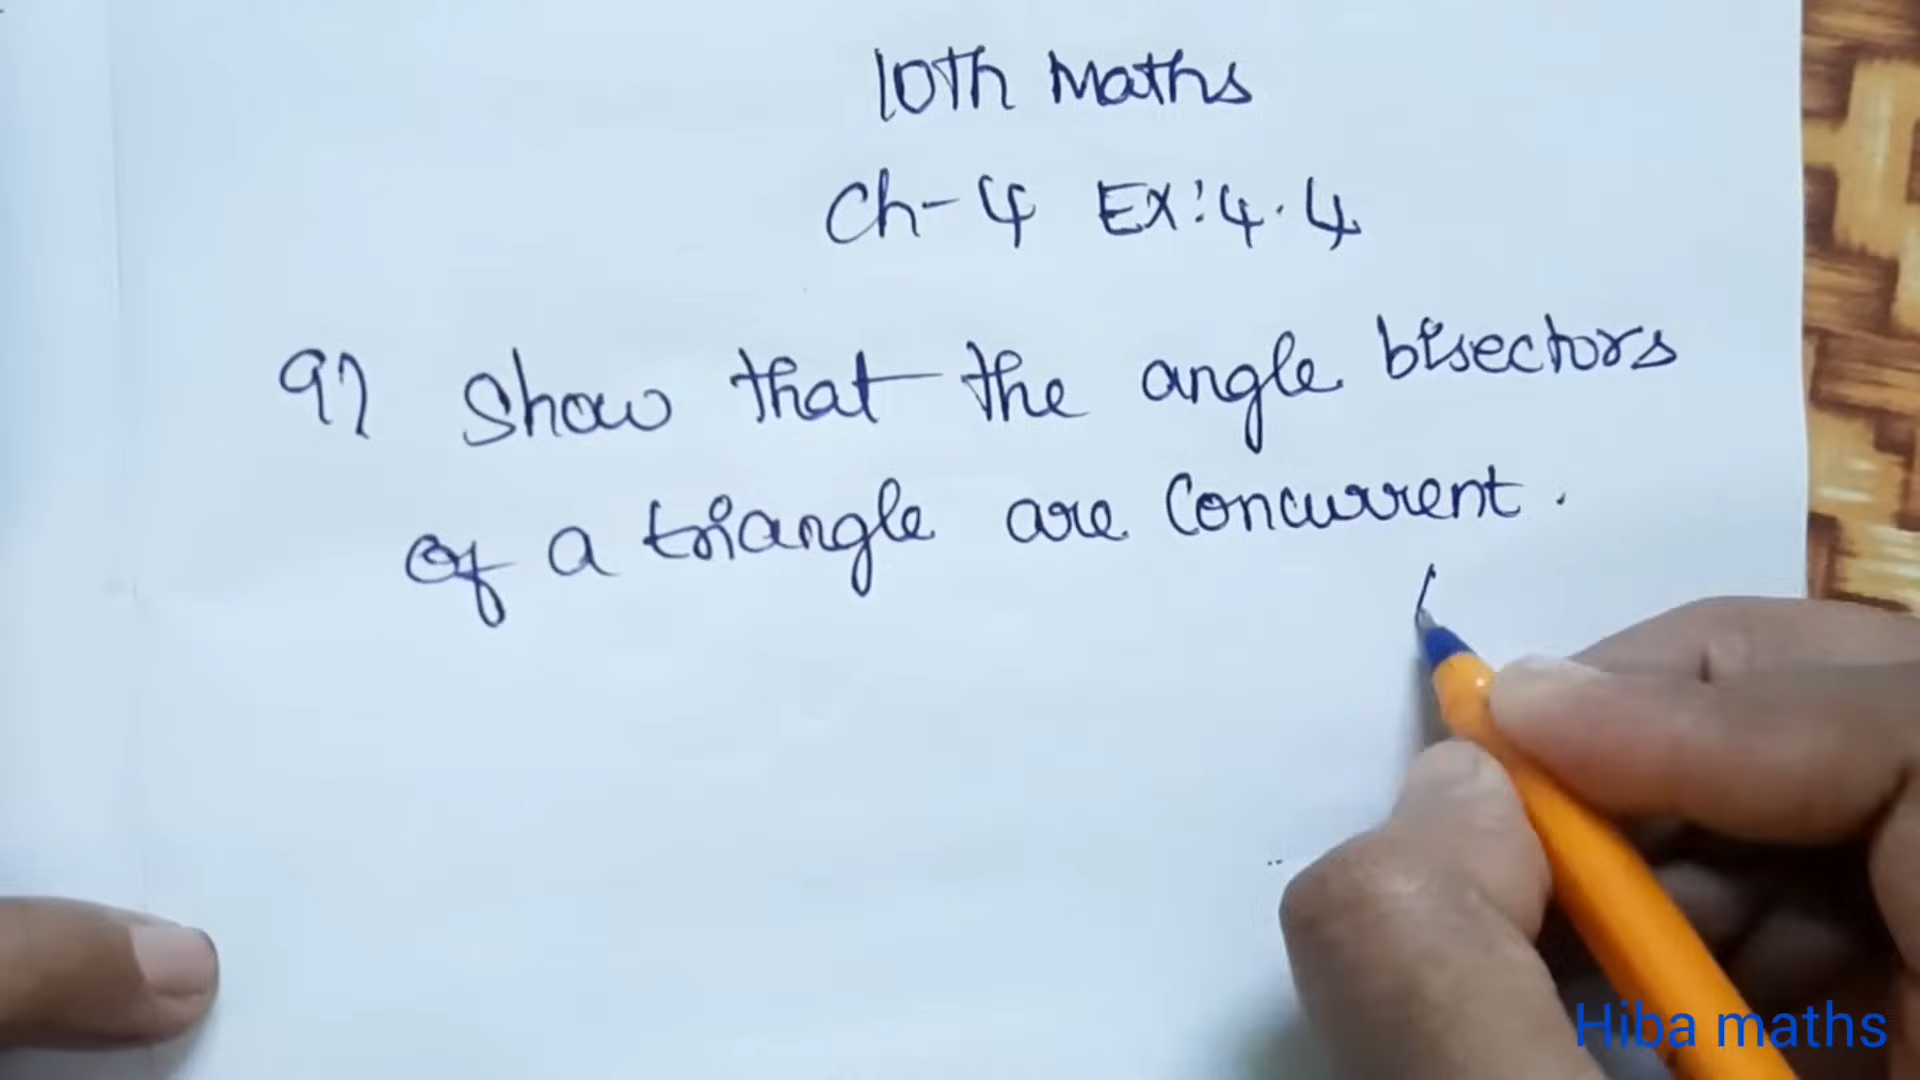 10Th Maths
Ch-4 Ex: 4.4
9) Show that the angle bisectors
of a triangle are Concurrent.
Hiba maths